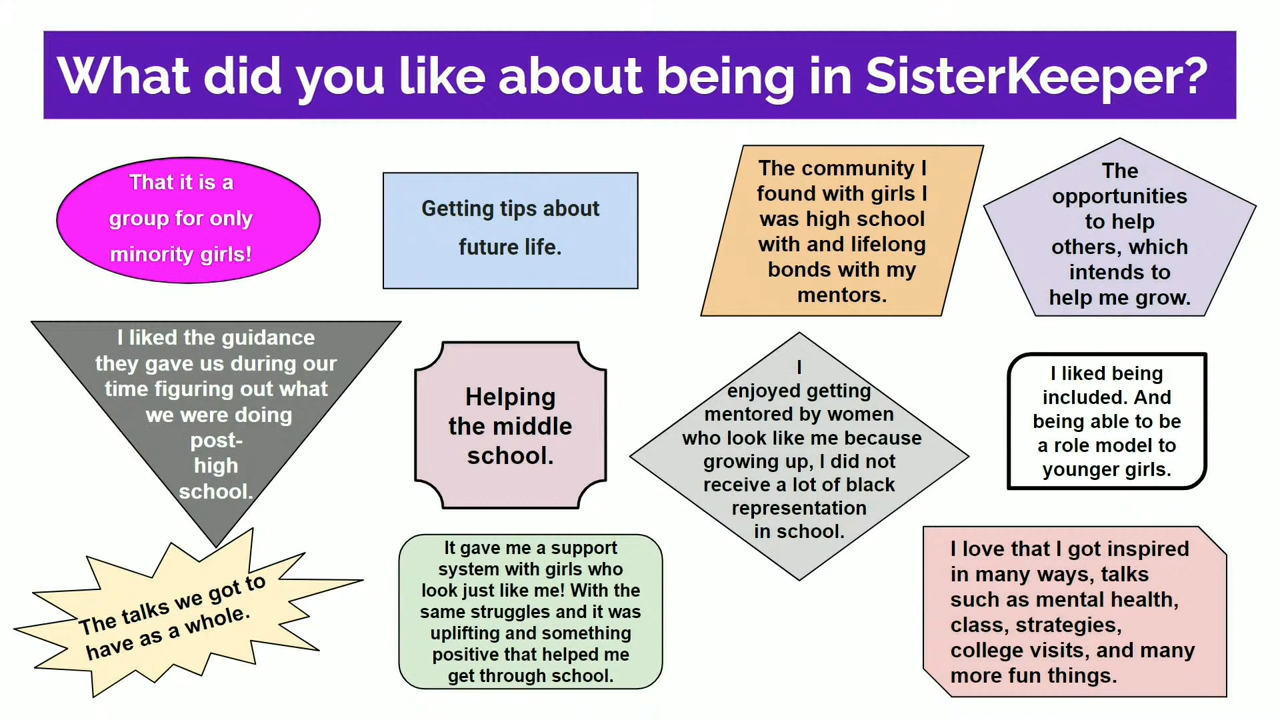 What did you like about being in SisterKeeper?
That it is a
group for only
minority girls!
Getting tips about
future life.
The community I
found with girls I
was high school
with and lifelong
bonds with my
mentors.
The
opportunities
to help
others, which
intends to
help me grow.
I liked the guidance
they gave us during our
time figuring out what
we were doing
post-
high
school.
Helping
the middle
school.
I
enjoyed getting
mentored by women
who look like me because
growing up, I did not
receive a lot of black
representation
in school.
I liked being
included. And
being able to be
a role model to
younger girls.
The talks we got to
have as a whole.
It gave me a support
system with girls who
look just like me! With the
same struggles and it was
uplifting and something
positive that helped me
get through school.
I love that I got inspired
in many ways, talks
such as mental health,
class, strategies,
college visits, and many
more fun things.